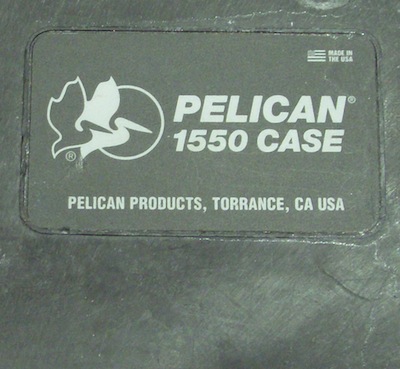 MADE IN
THE USA
PELICAN®
1550 CASE
®
PELICAN PRODUCTS, TORRANCE, CA USA